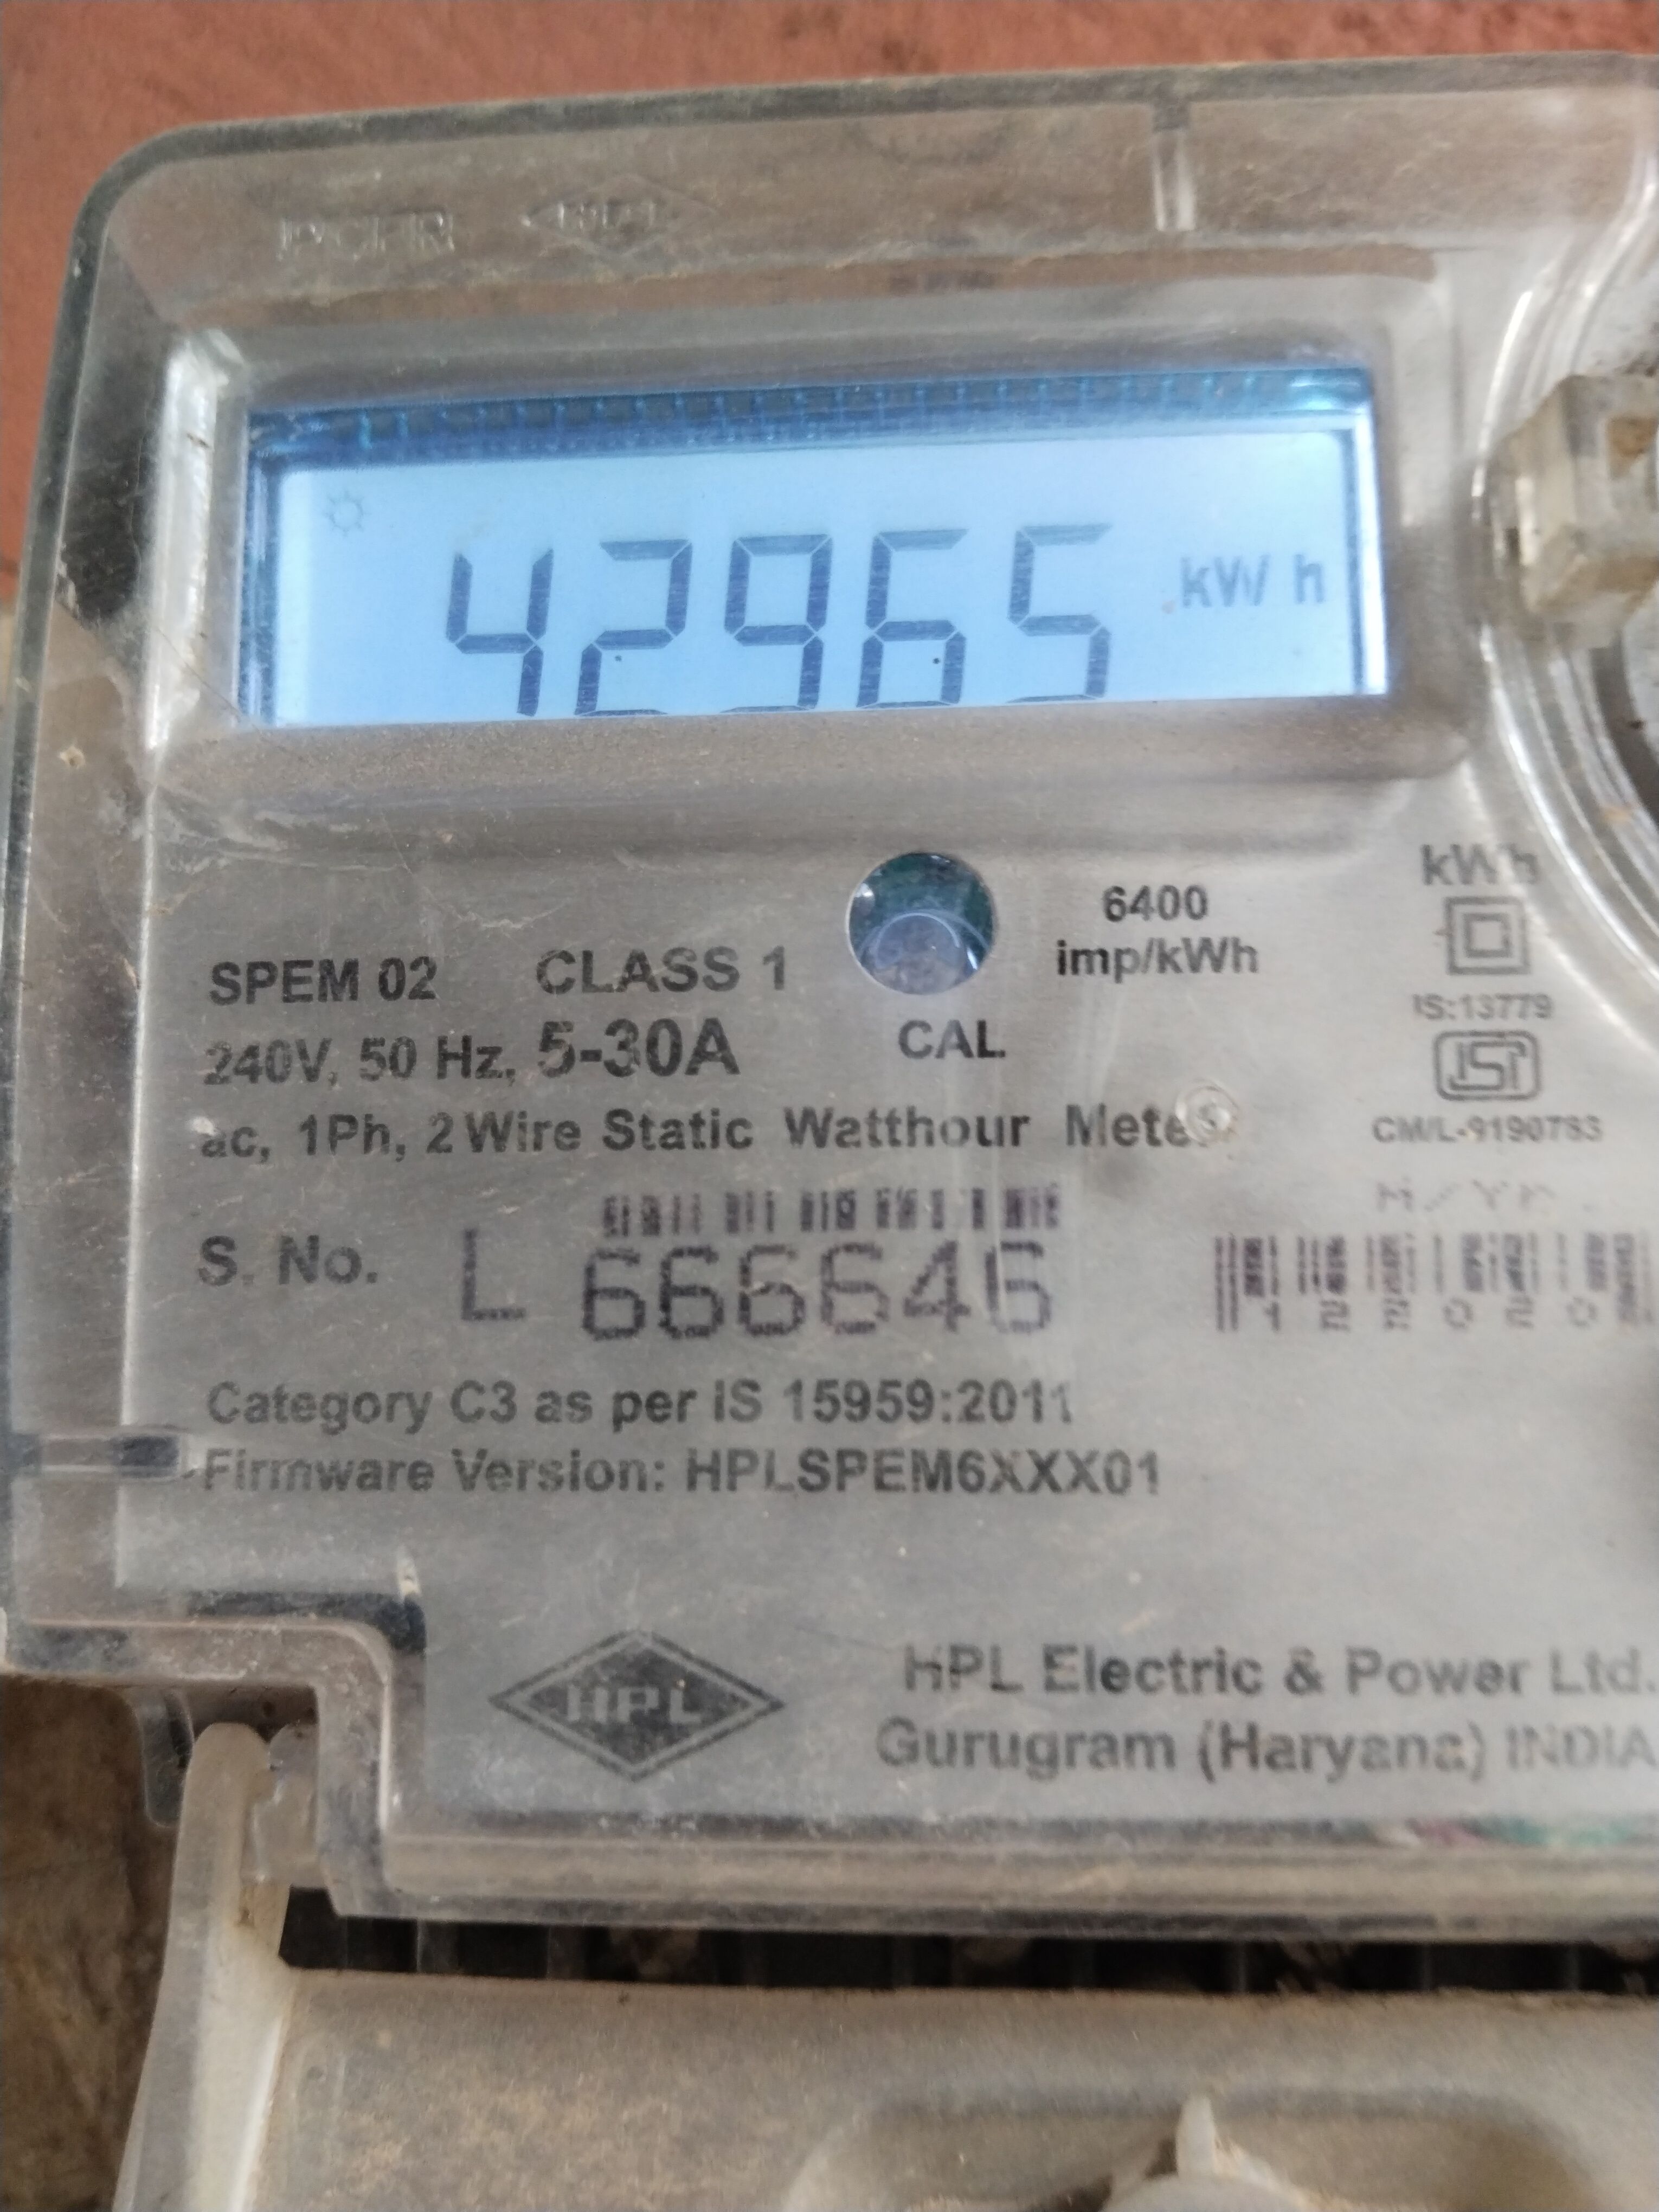 42965 kW h
6400
imp/kWh
kWh
SPEM 02 CLASS 1
CAL
IS:13779
240V, 50 Hz, 5-30A
ISI
ac, 1Ph, 2 Wire Static Watthour Meter
CM/L-9190783
S. No. L 666646
Category C3 as per IS 15959:2011
Firmware Version: HPLSPEM6XXX01
HPL
HPL Electric & Power Ltd.
Gurugram (Haryana) INDIA